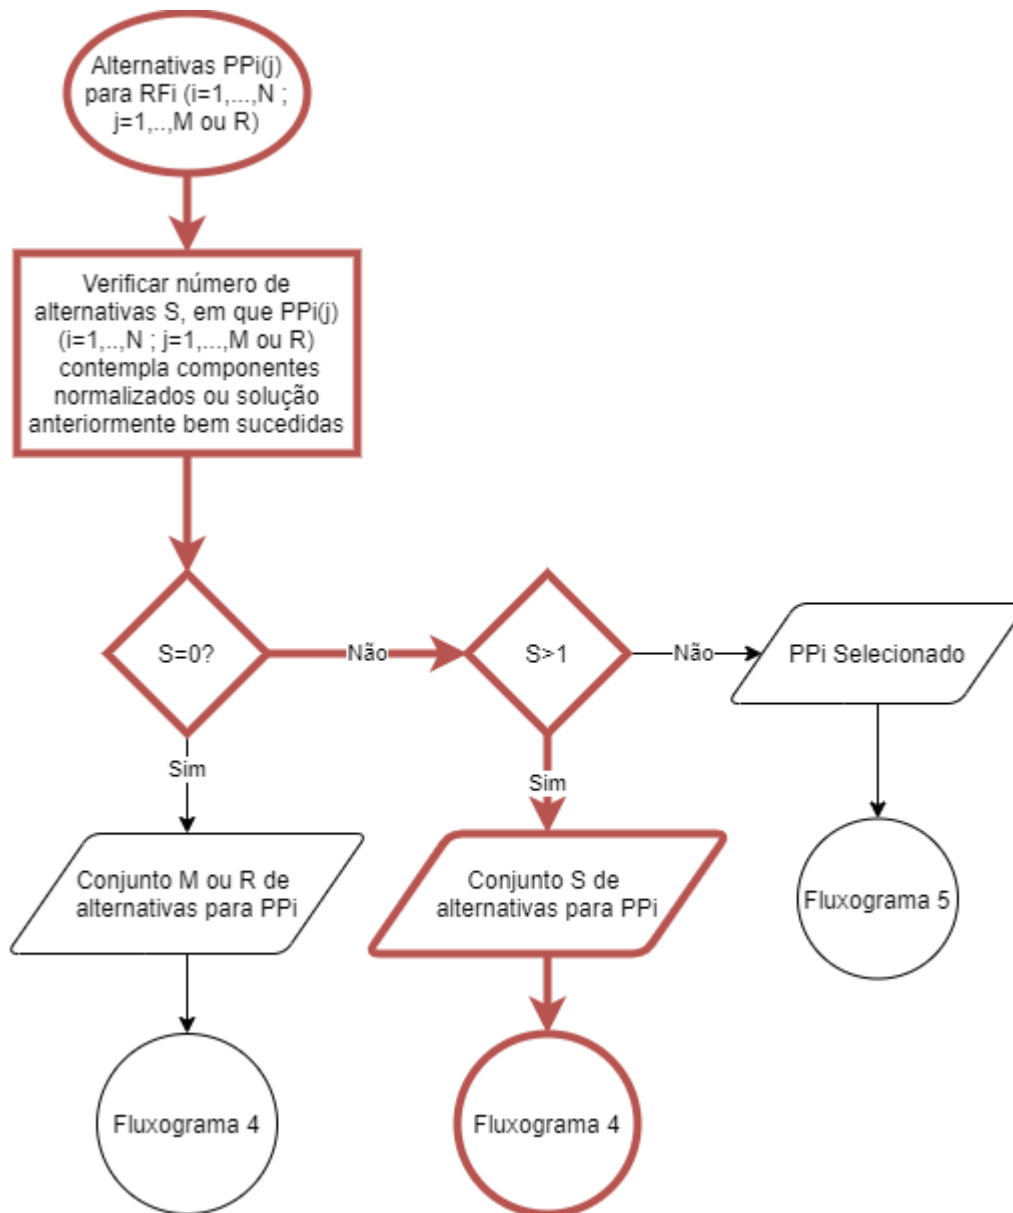 Alternativas PPi(j)
para RFi (i=1,...,N ;
j=1,..,M ou R)
Verificar número de
alternativas S, em que PPi(j)
(i=1,..,N ; j=1,...,M ou R)
contempla componentes
normalizados ou solução
anteriormente bem sucedidas
S=0?
Não
S>1
Não
PPi Selecionado
Sim
Sim
Conjunto M ou R de
alternativas para PPi
Conjunto S de
alternativas para PPi
Fluxograma 5
Fluxograma 4
Fluxograma 4